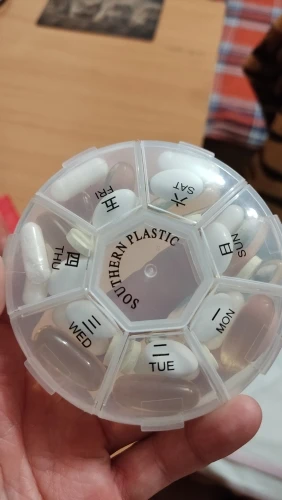 SOUTHERN PLASTIC
日
SUN
一
MON
二
TUE
三
WED
四
THU
五
FRI
六
SAT